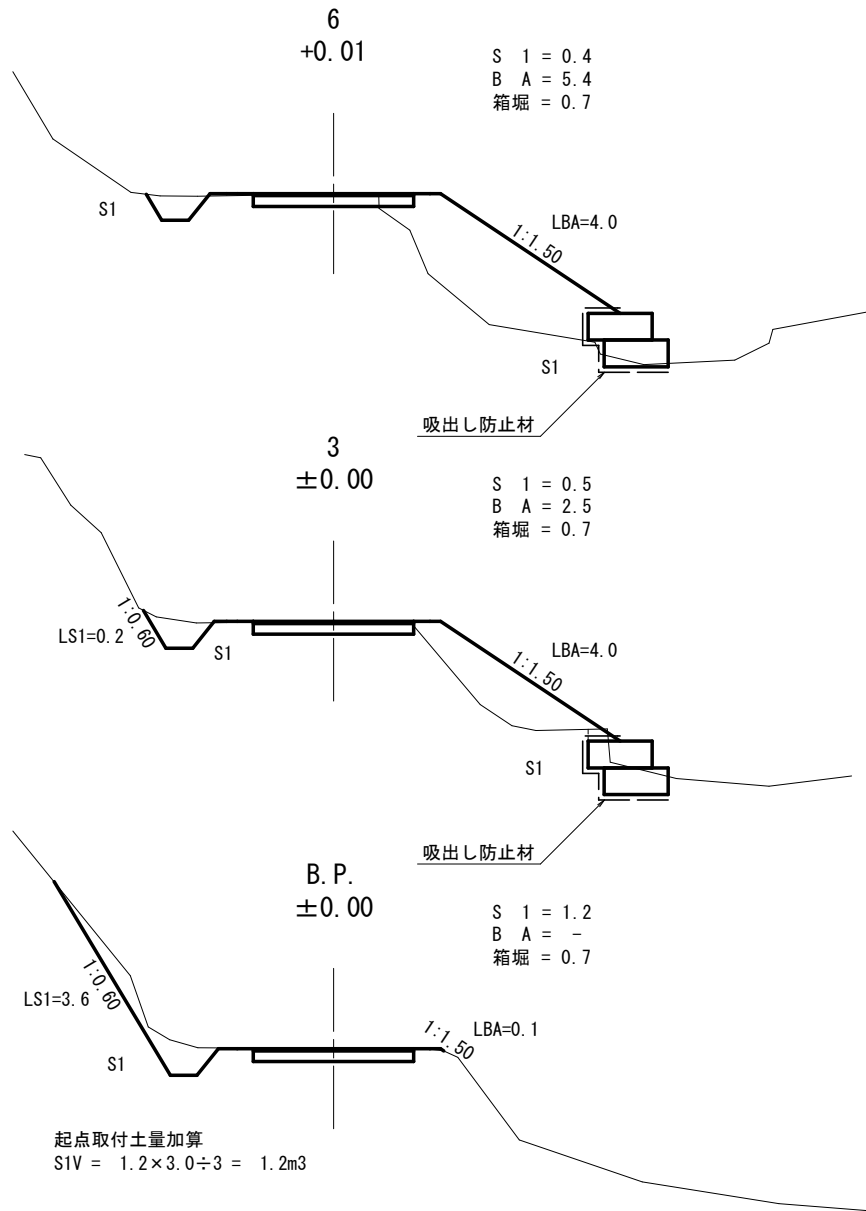 6
+0.01
S 1 = 0.4
B A = 5.4
箱堀 = 0.7
S1
LBA=4.0
1:1.50
S1
吸出し防止材
3
±0.00
S 1 = 0.5
B A = 2.5
箱堀 = 0.7
1:0.60
LS1=0.2
S1
LBA=4.0
1:1.50
S1
吸出し防止材
B.P.
±0.00
S 1 = 1.2
B A = -
箱堀 = 0.7
1:0.60
LS1=3.6
S1
1:1.50
LBA=0.1
起点取付土量加算
S1V = 1.2×3.0÷3 = 1.2m3